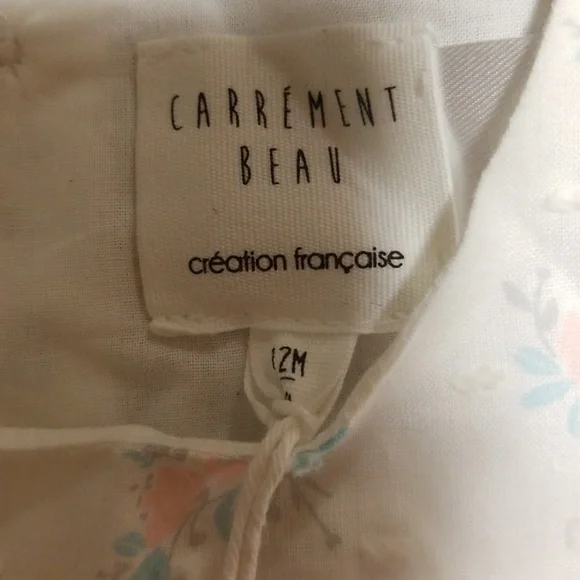 CARRÉMENT
BEAU
création française
12M